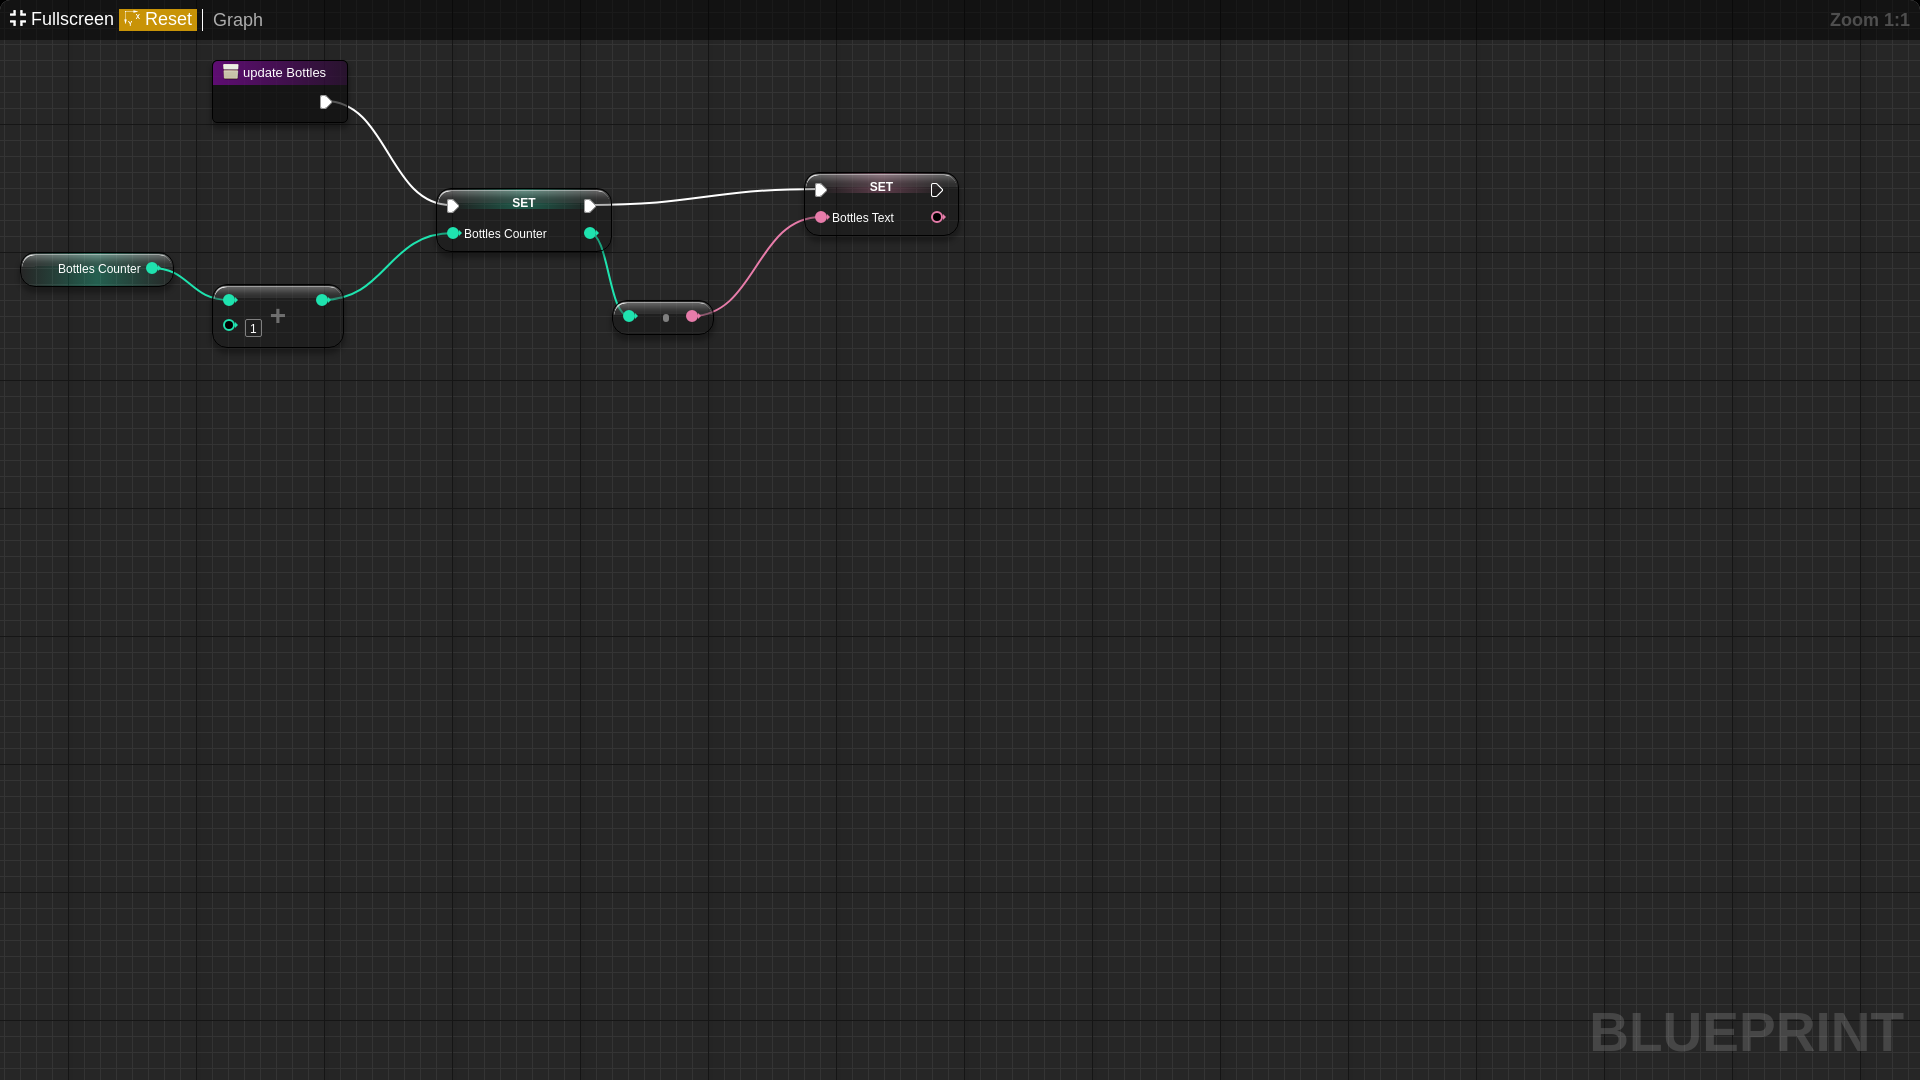 Fullscreen Reset Graph Zoom 1:1
update Bottles
SET
Bottles Text
SET
Bottles Counter
Bottles Counter
+
1
BLUEPRINT